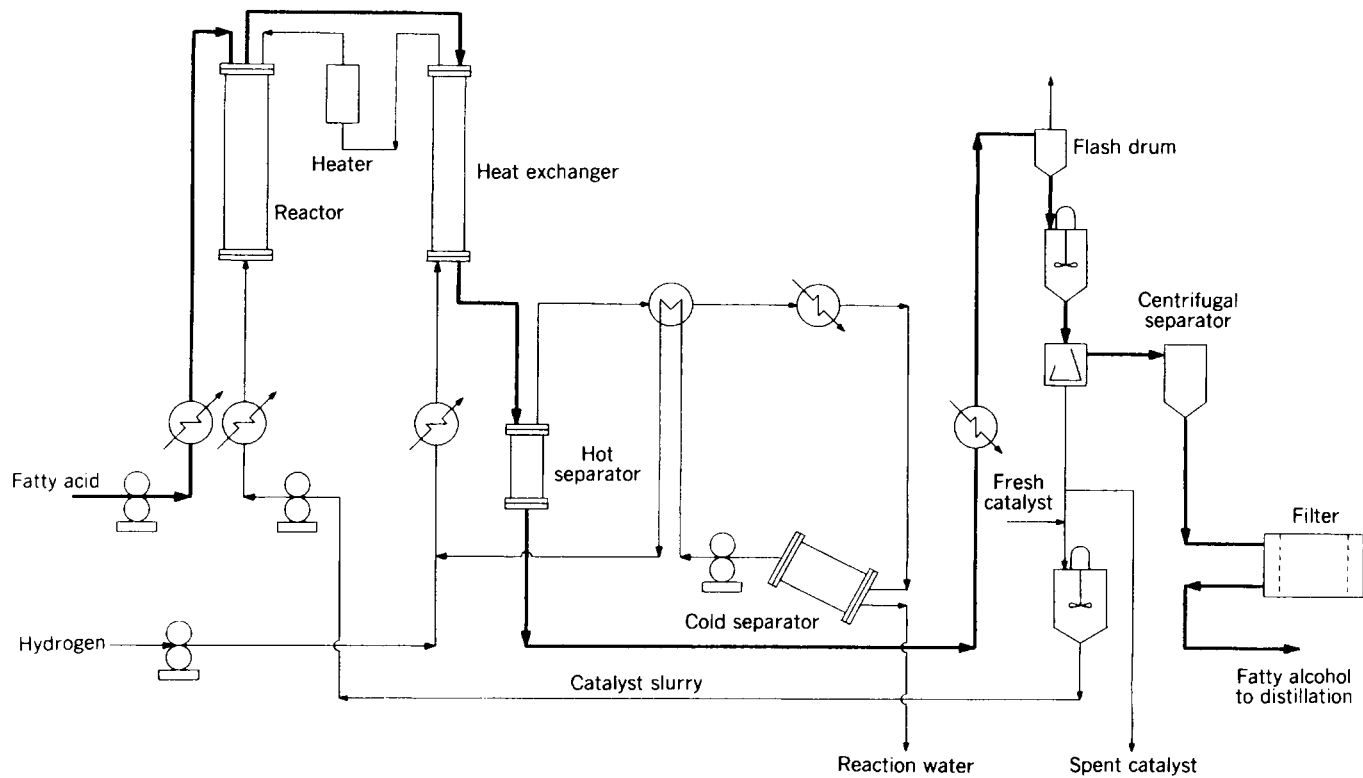 Flash drum
Heater
Heat exchanger
Reactor
Centrifugal
separator
Hot
separator
Fatty acid
Fresh
catalyst
Filter
Cold separator
Hydrogen
Catalyst slurry
Fatty alcohol
to distillation
Reaction water
Spent catalyst